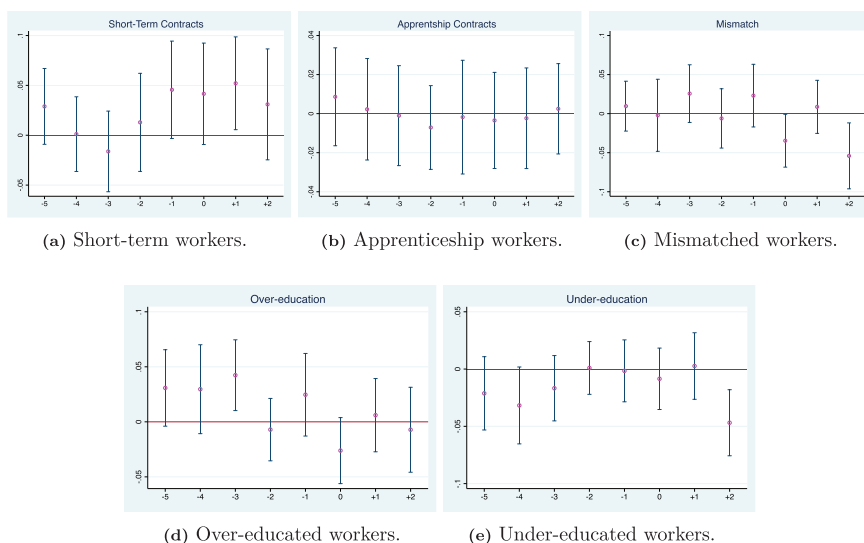 Short-Term Contracts
.1
.05
0
-.05
-5 -4 -3 -2 -1 0 +1 +2
(a) Short-term workers.
Apprentship Contracts
.04
.02
0
-.02
-.04
-5 -4 -3 -2 -1 0 +1 +2
(b) Apprenticeship workers.
Mismatch
.1
.05
0
-.05
-.1
-5 -4 -3 -2 -1 0 +1 +2
(c) Mismatched workers.
Over-education
.1
.05
0
-.05
-5 -4 -3 -2 -1 0 +1 +2
(d) Over-educated workers.
Under-education
.05
0
-.05
-.1
-5 -4 -3 -2 -1 0 +1 +2
(e) Under-educated workers.